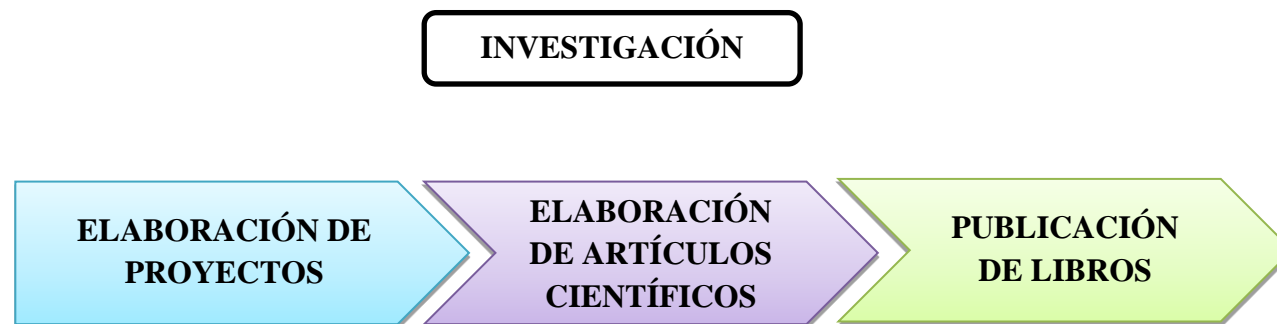 INVESTIGACIÓN
ELABORACIÓN DE
PROYECTOS
ELABORACIÓN
DE ARTÍCULOS
CIENTÍFICOS
PUBLICACIÓN
DE LIBROS